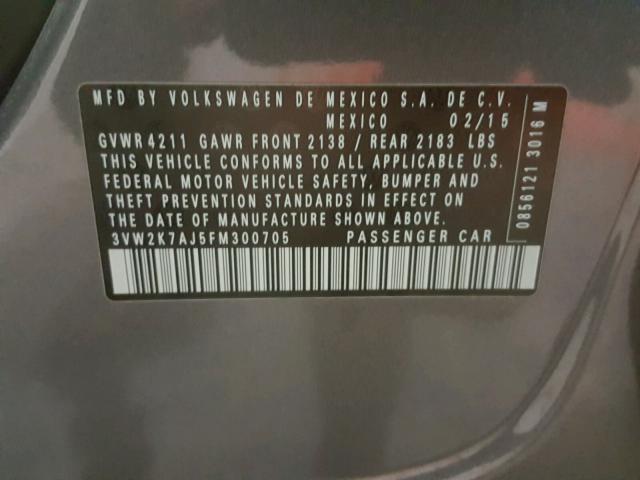 MFD BY VOLKSWAGEN DE MEXICO S.A. DE C.V.
MEXICO 02/15
GVWR 4211 GAWR FRONT 2138 / REAR 2183 LBS
THIS VEHICLE CONFORMS TO ALL APPLICABLE U.S.
FEDERAL MOTOR VEHICLE SAFETY, BUMPER AND
THEFT PREVENTION STANDARDS IN EFFECT ON
THE DATE OF MANUFACTURE SHOWN ABOVE.
3VW2K7AJ5FM300705 PASSENGER CAR
0856121 3016 M